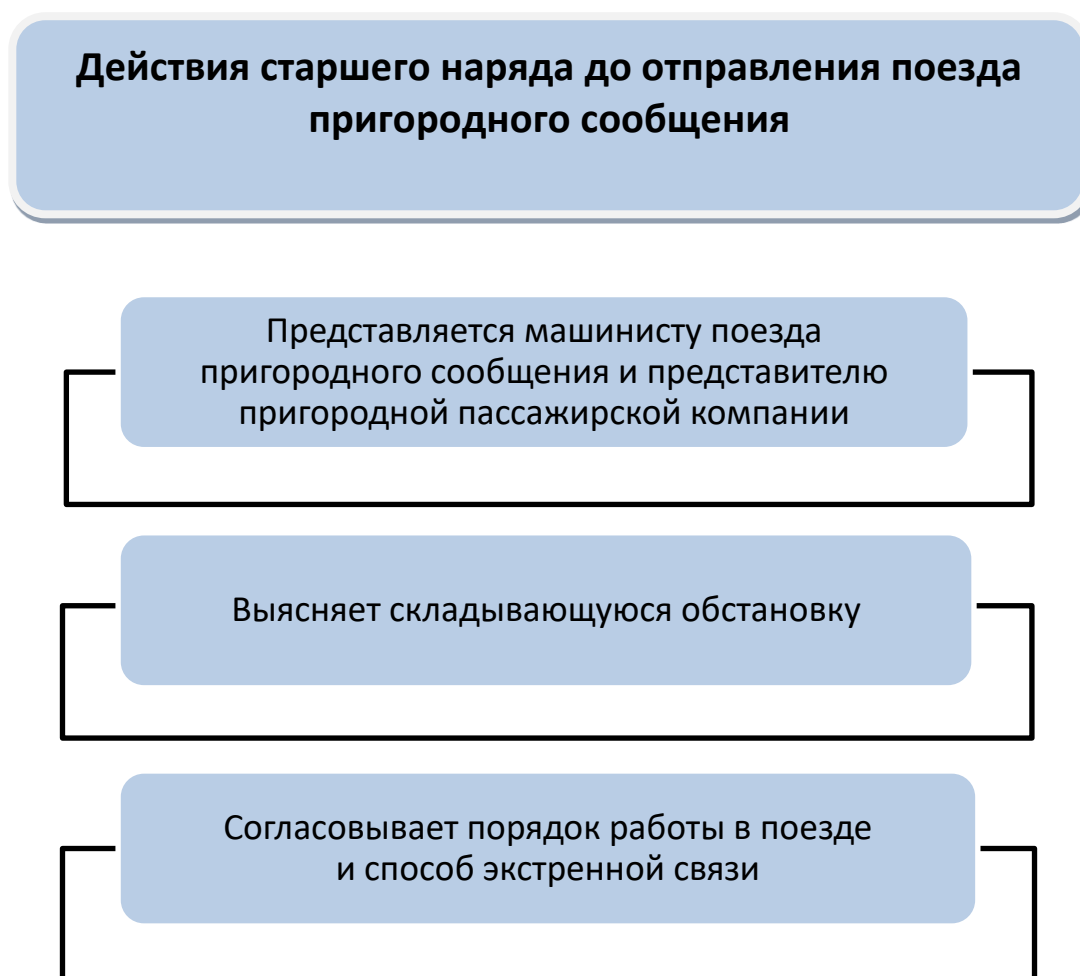 Действия старшего наряда до отправления поезда
пригородного сообщения
Представляется машинисту поезда
пригородного сообщения и представителю
пригородной пассажирской компании
Выясняет складывающуюся обстановку
Согласовывает порядок работы в поезде
и способ экстренной связи